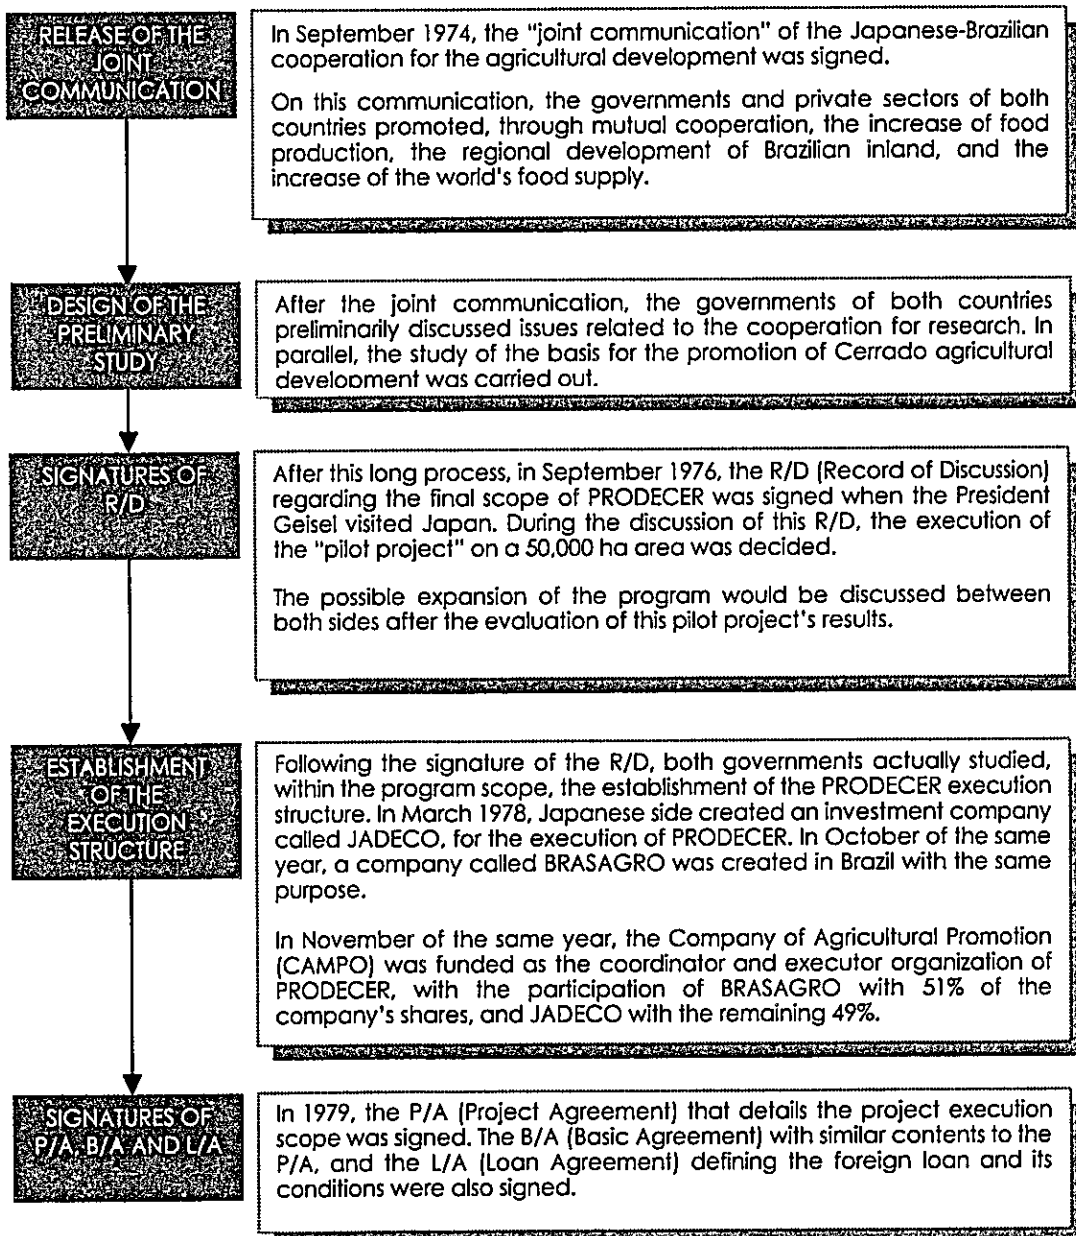 RELEASE OF THE
JOINT
COMMUNICATION
In September 1974, the "joint communication" of the Japanese-Brazilian
cooperation for the agricultural development was signed.
On this communication, the governments and private sectors of both
countries promoted, through mutual cooperation, the increase of food
production, the regional development of Brazilian inland, and the
increase of the world's food supply.
DESIGN OF THE
PRELIMINARY
STUDY
After the joint communication, the governments of both countries
preliminarily discussed issues related to the cooperation for research. In
parallel, the study of the basis for the promotion of Cerrado agricultural
development was carried out.
SIGNATURES OF
R/D
After this long process, in September 1976, the R/D (Record of Discussion)
regarding the final scope of PRODECER was signed when the President
Geisel visited Japan. During the discussion of this R/D, the execution of
the "pilot project" on a 50,000 ha area was decided.
The possible expansion of the program would be discussed between
both sides after the evaluation of this pilot project's results.
ESTABLISHMENT
OF THE
EXECUTION
STRUCTURE
Following the signature of the R/D, both governments actually studied,
within the program scope, the establishment of the PRODECER execution
structure. In March 1978, Japanese side created an investment company
called JADECO, for the execution of PRODECER. In October of the same
year, a company called BRASAGRO was created in Brazil with the same
purpose.
In November of the same year, the Company of Agricultural Promotion
(CAMPO) was funded as the coordinator and executor organization of
PRODECER, with the participation of BRASAGRO with 51% of the
company's shares, and JADECO with the remaining 49%.
SIGNATURES OF
P/A, B/A AND L/A
In 1979, the P/A (Project Agreement) that details the project execution
scope was signed. The B/A (Basic Agreement) with similar contents to the
P/A, and the L/A (Loan Agreement) defining the foreign loan and its
conditions were also signed.